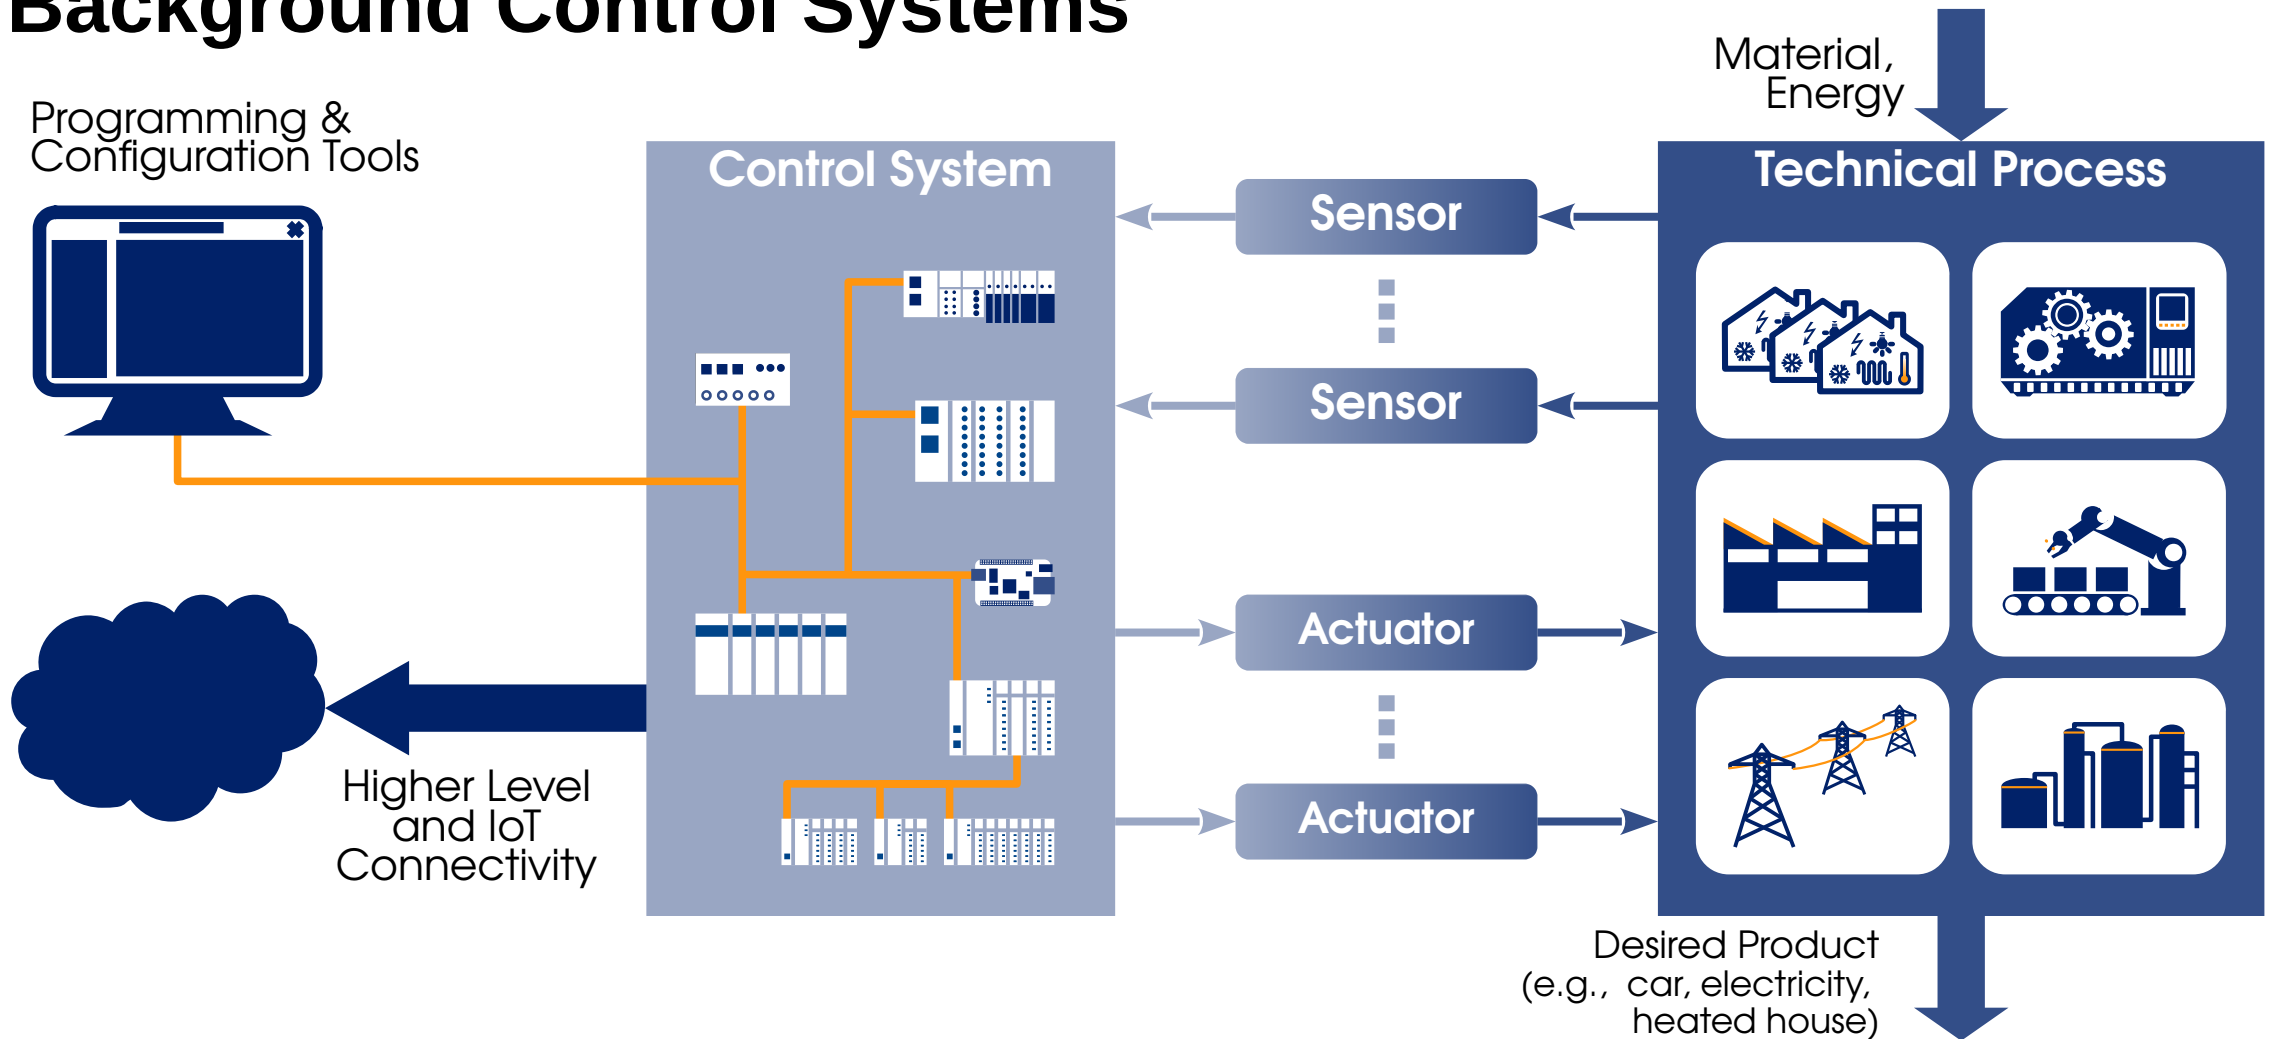 Background Control Systems
Programming &
Configuration Tools
Control System
Sensor
Sensor
Actuator
Actuator
Material,
Energy
Technical Process
Higher Level
and IoT
Connectivity
Desired Product
(e.g., car, electricity,
heated house)